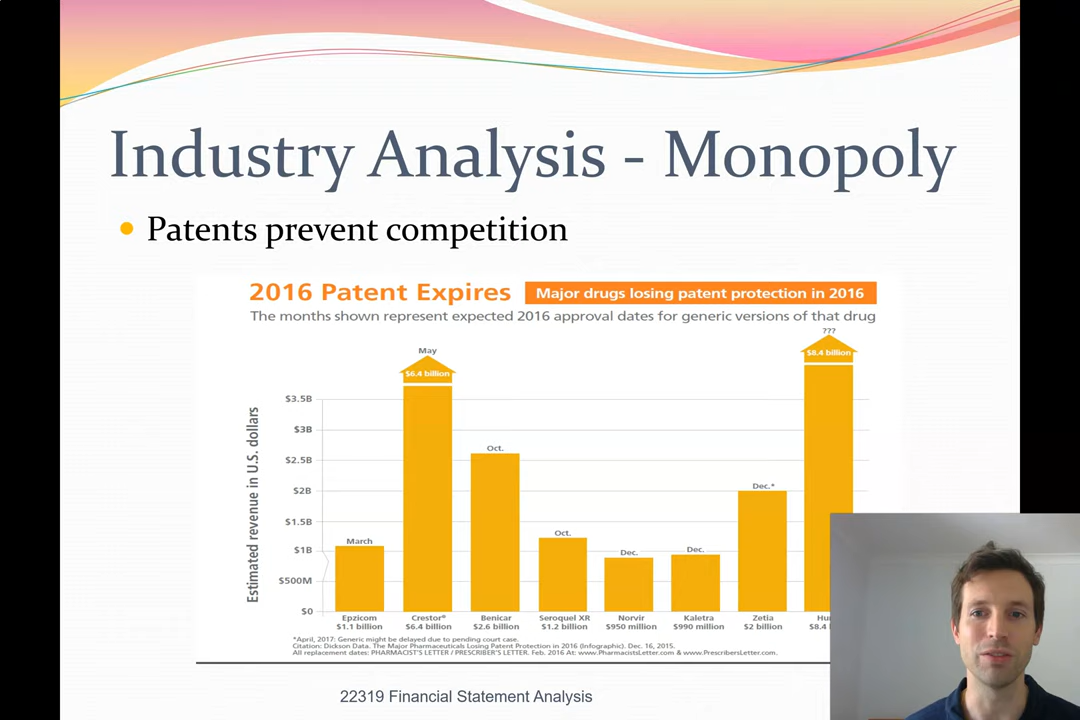 Industry Analysis - Monopoly
Patents prevent competition
2016 Patent Expires
Major drugs losing patent protection in 2016
The months shown represent expected 2016 approval dates for generic versions of that drug
Estimated revenue in U.S. dollars
$3.5B
$3B
$2.5B
$2B
$1.5B
$1B
$500M
$0
March
May
$6.4 billion
Oct.
Oct.
Dec.
Dec.
Dec.*
???
$8.4 billion
Epzicom
$1.1 billion
Crestor®
$6.4 billion
Benicar
$2.6 billion
Seroquel XR
$1.2 billion
Norvir
$950 million
Kaletra
$990 million
Zetia
$2 billion
Hu
$8.4
*April, 2017: Generic might be delayed due to pending court case.
Citation: Dickson Data. The Major Pharmaceuticals Losing Patent Protection in 2016 (Infographic). Dec. 16, 2015.
All replacement dates: PHARMACIST'S LETTER / PRESCRIBER'S LETTER. Feb. 2016 At: www.PharmacistsLetter.com & www.PrescribersLetter.com.
22319 Financial Statement Analysis